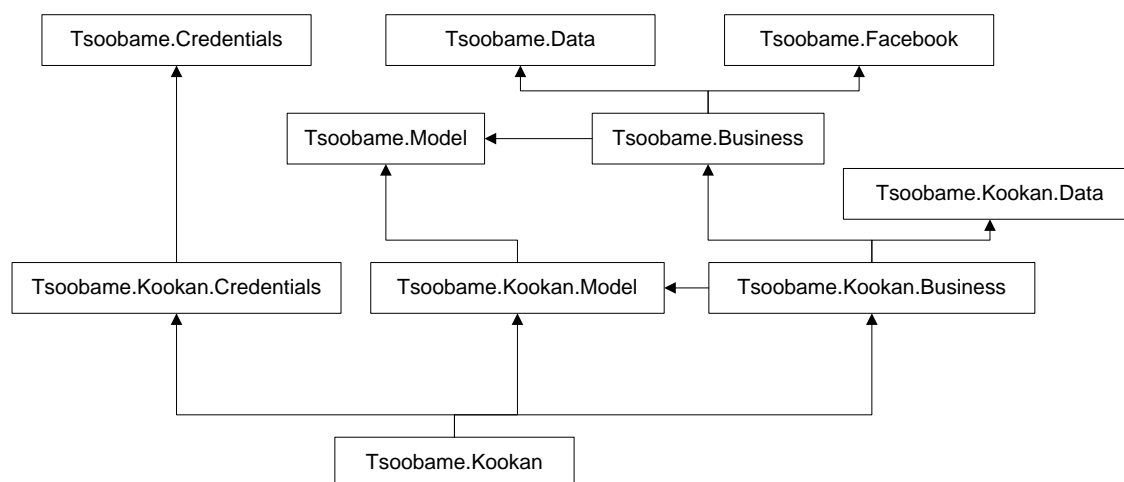 Tsoobame.Credentials
Tsoobame.Data
Tsoobame.Facebook
Tsoobame.Model
Tsoobame.Business
Tsoobame.Kookan.Data
Tsoobame.Kookan.Credentials
Tsoobame.Kookan.Model
Tsoobame.Kookan.Business
Tsoobame.Kookan